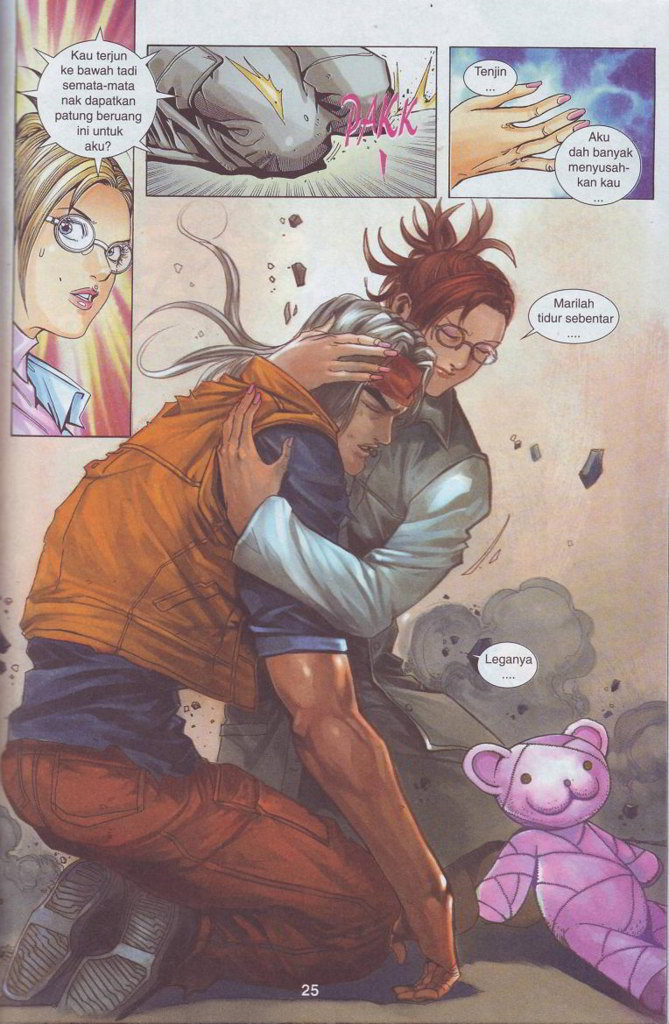 Kau terjun
ke bawah tadi
semata-mata
nak dapatkan
patung beruang
ini untuk
aku?
PAKK
!
Tenjin
...
Aku
dah banyak
menyusah-
kan kau
...
Marilah
tidur sebentar
....
Leganya
....
25